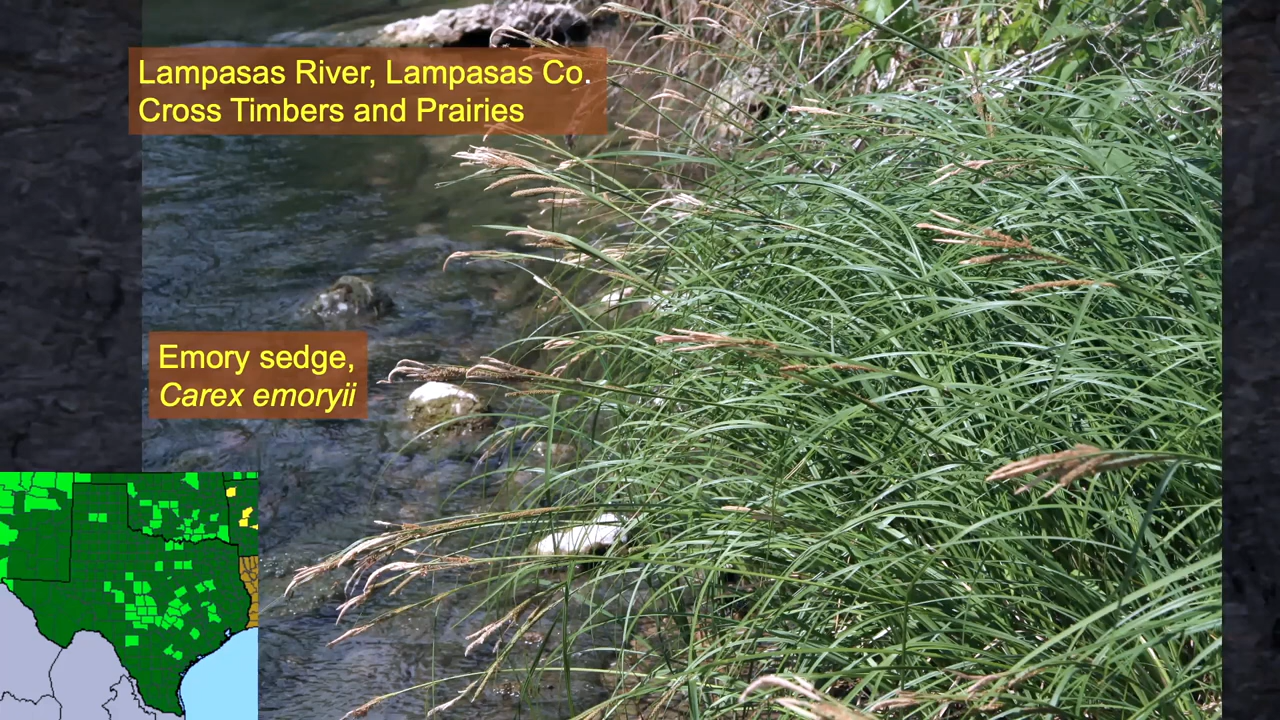 Lampasas River, Lampasas Co.
Cross Timbers and Prairies
Emory sedge,
Carex emoryii